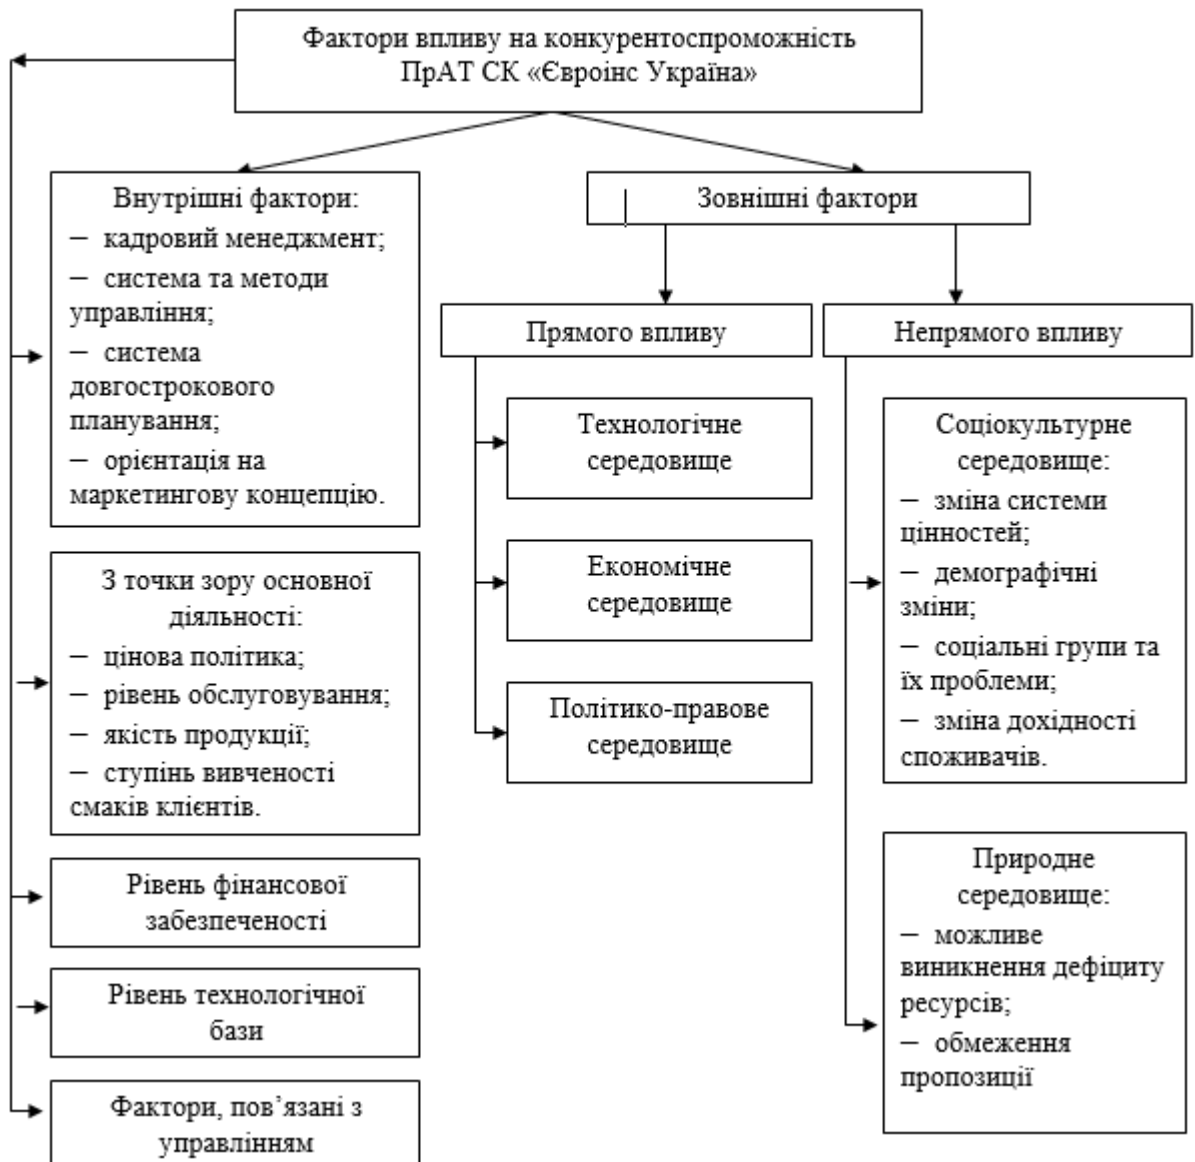 Фактори впливу на конкурентоспроможність
ПрАТ СК «Євроінс Україна»
Внутрішні фактори:
– кадровий менеджмент;
– система та методи
управління;
– система
довгострокового
планування;
– орієнтація на
маркетингову концепцію.
З точки зору основної
діяльності:
– цінова політика;
– рівень обслуговування;
– якість продукції;
– ступінь вивченості
смаків клієнтів.
Рівень фінансової
забезпеченості
Рівень технологічної
бази
Фактори, пов’язані з
управлінням
Зовнішні фактори
Прямого впливу
Технологічне
середовище
Економічне
середовище
Політико-правове
середовище
Непрямого впливу
Соціокультурне
середовище:
– зміна системи
цінностей;
– демографічні
зміни;
– соціальні групи та
їх проблеми;
– зміна дохідності
споживачів.
Природне
середовище:
– можливе
виникнення дефіциту
ресурсів;
– обмеження
пропозиції